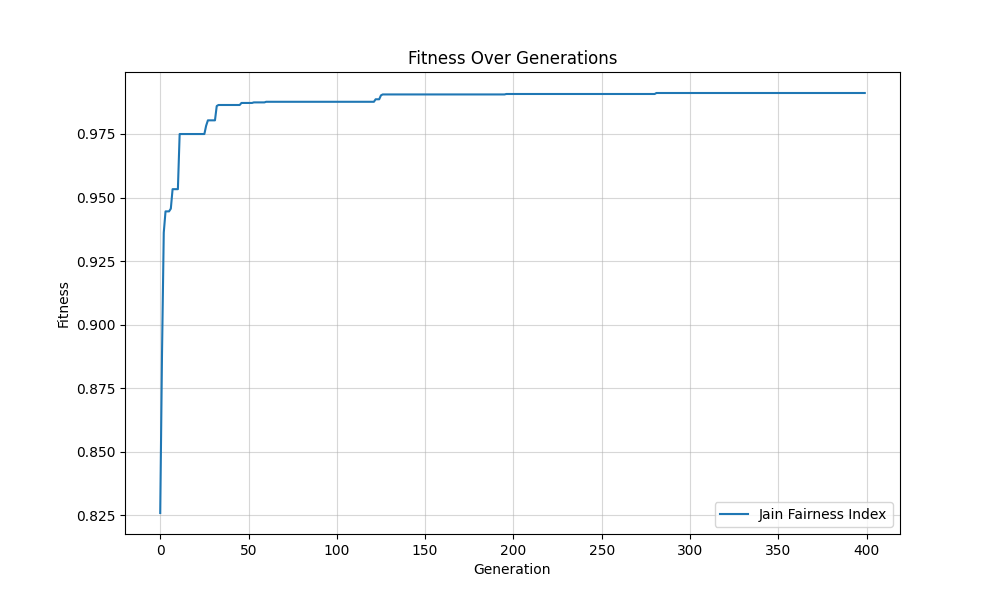 Fitness Over Generations
Fitness
0.975
0.950
0.925
0.900
0.875
0.850
0.825
Jain Fairness Index
0 50 100 150 200 250 300 350 400
Generation